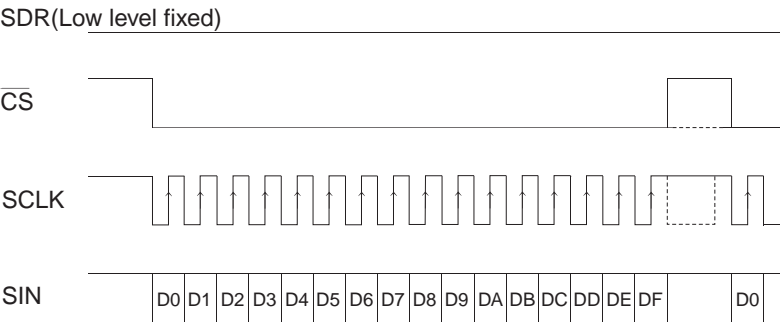 SDR(Low level fixed)
C̅S̅
SCLK
SIN D0 D1 D2 D3 D4 D5 D6 D7 D8 D9 DA DB DC DD DE DF D0